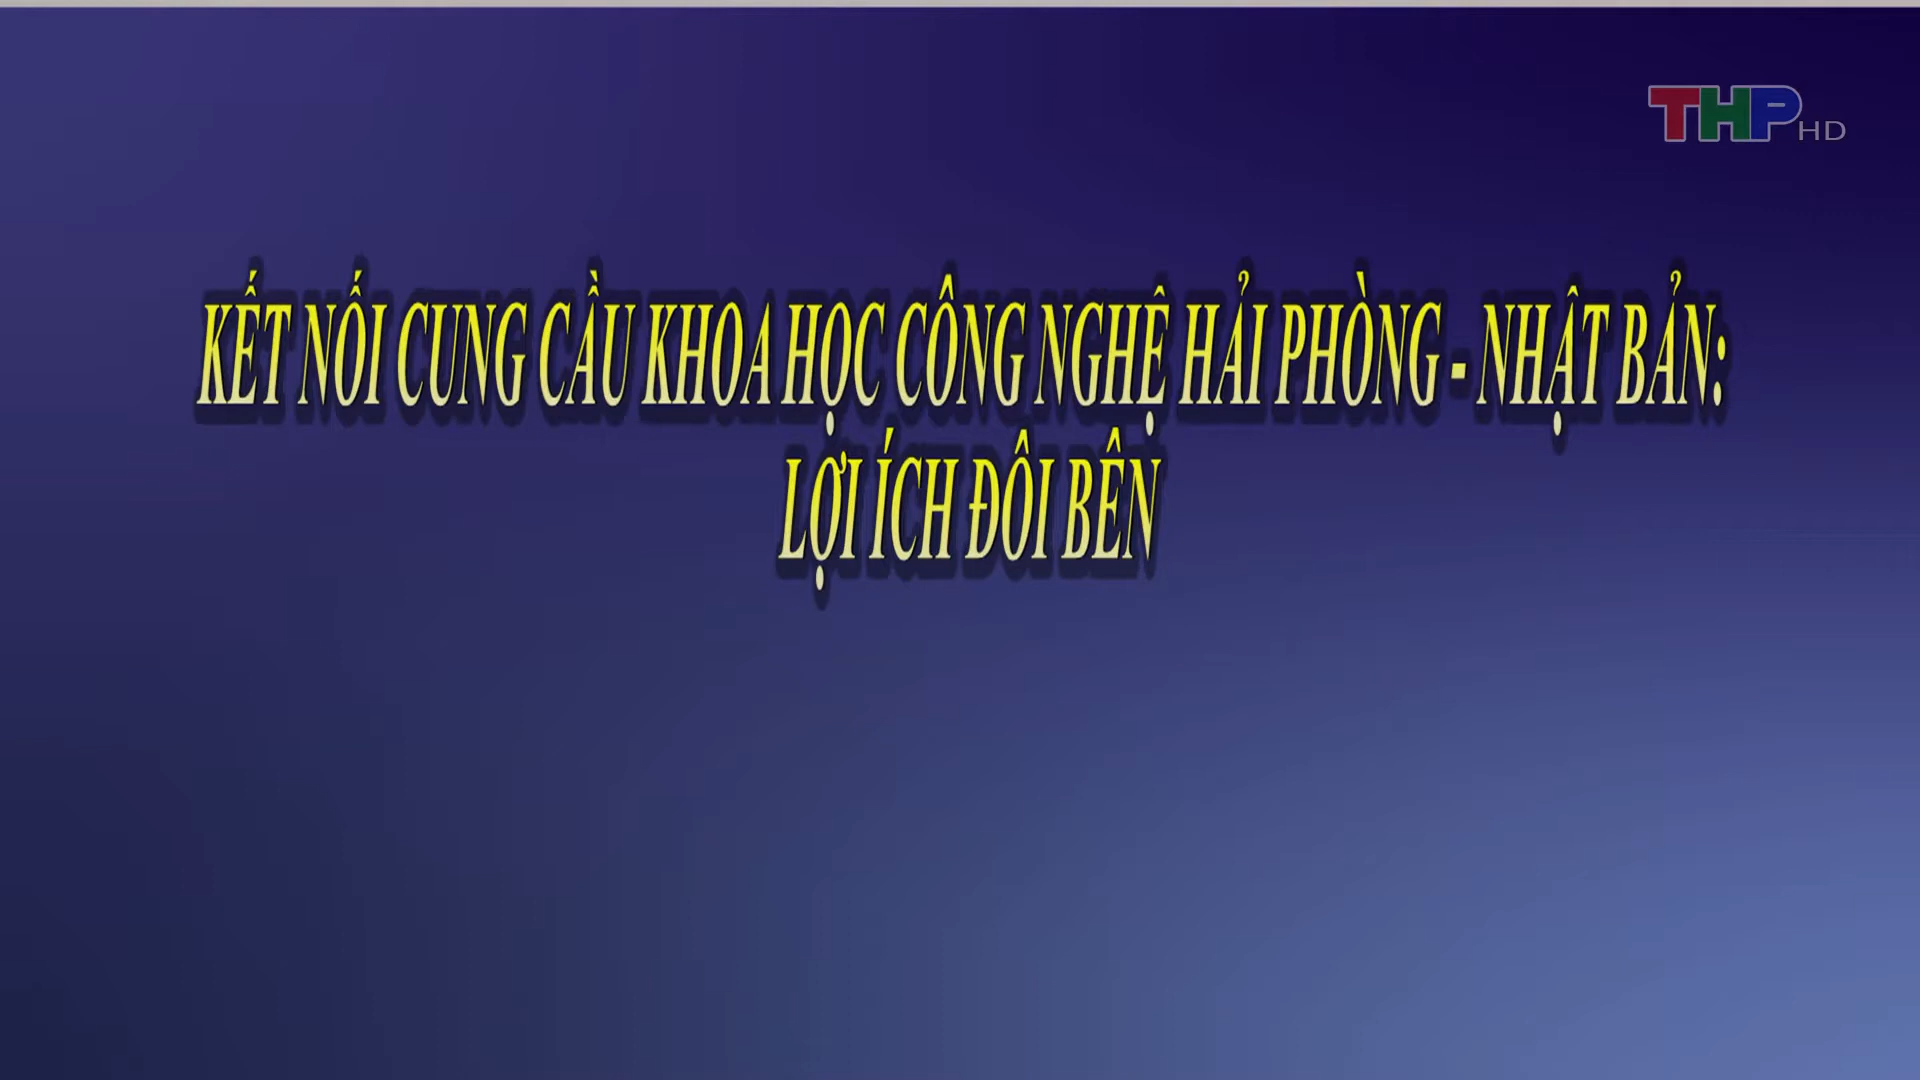 THP HD
KẾT NỐI CUNG CẦU KHOA HỌC CÔNG NGHỆ HẢI PHÒNG - NHẬT BẢN:
LỢI ÍCH ĐÔI BÊN